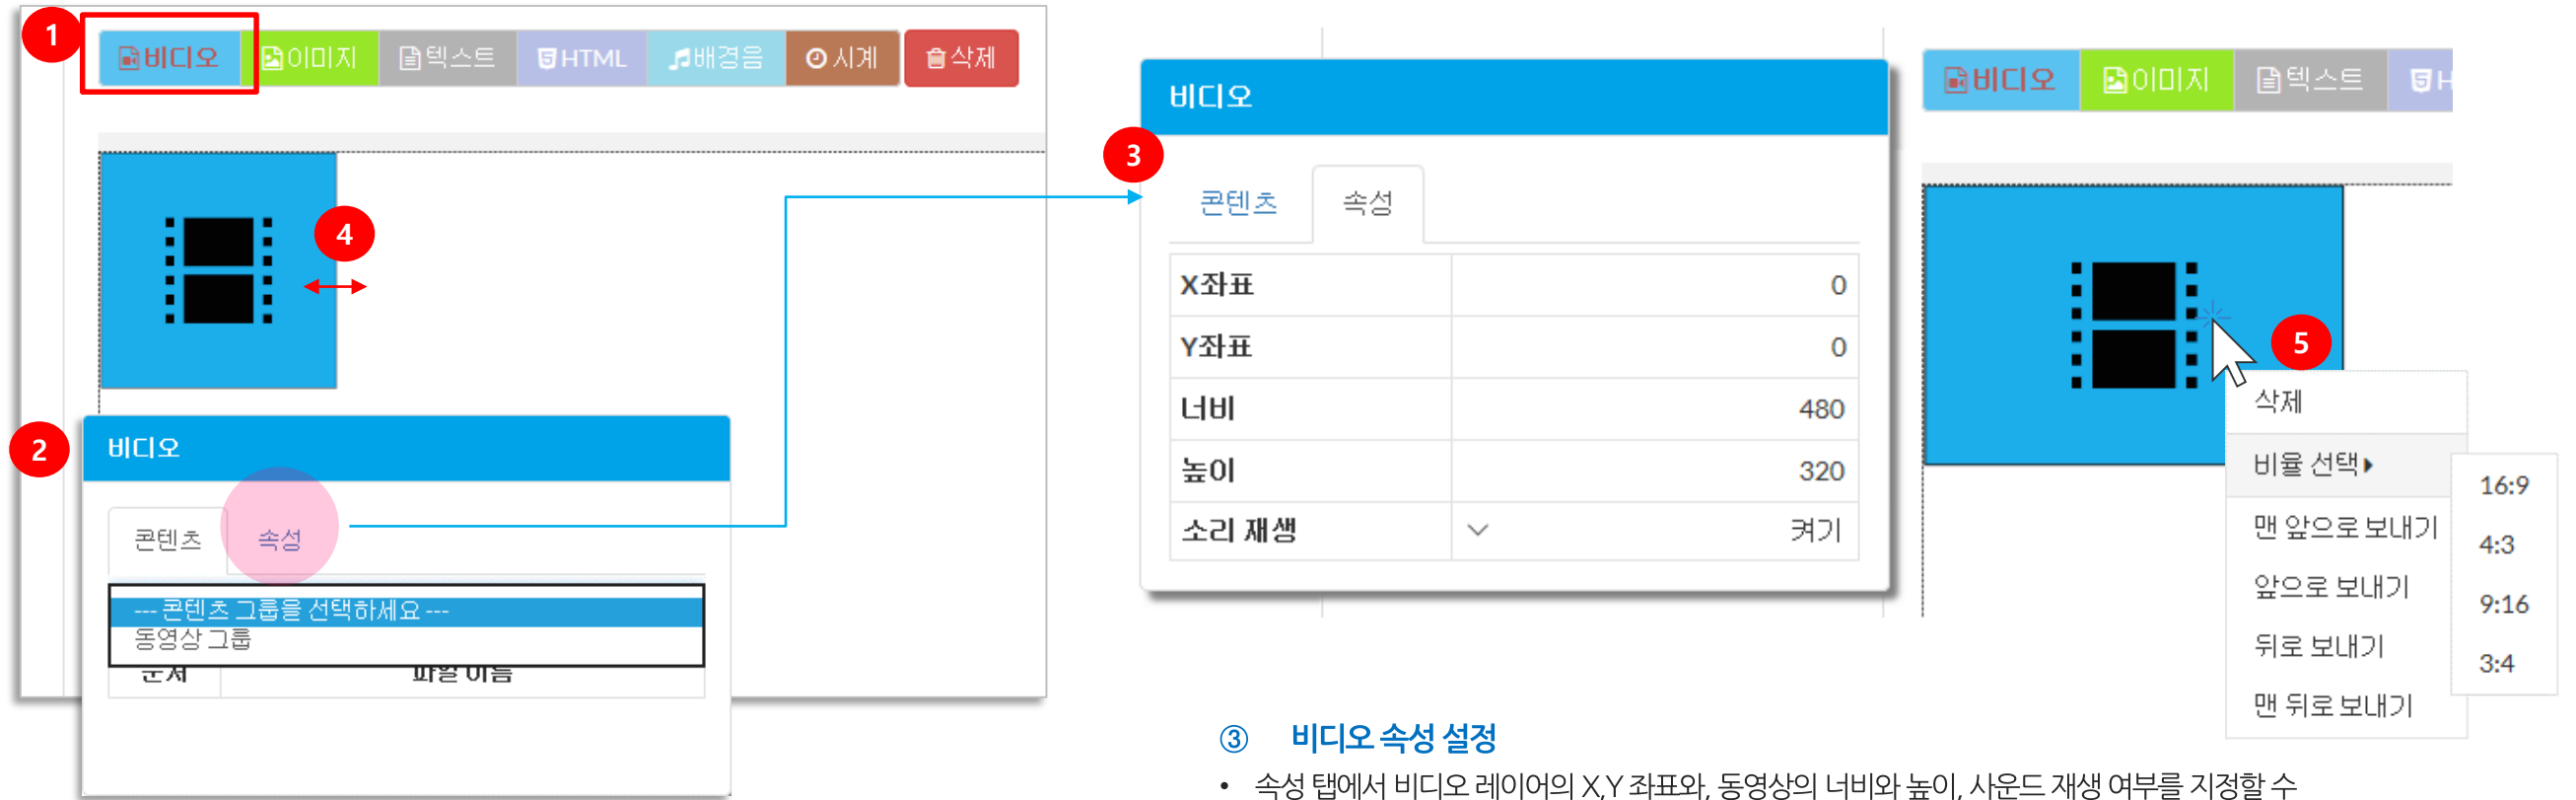 1
비디오 이미지 텍스트 HTML 배경음 시계 삭제
4
2
비디오
콘텐츠 속성
--- 콘텐츠 그룹을 선택하세요 ---
동영상 그룹
순서 파일 이름
3
비디오
콘텐츠 속성
X좌표 0
Y좌표 0
너비 480
높이 320
소리 재생 켜기
비디오 이미지 텍스트 H
5
삭제
비율 선택
맨 앞으로 보내기
앞으로 보내기
뒤로 보내기
맨 뒤로 보내기
16:9
4:3
9:16
3:4
③ 비디오 속성 설정
• 속성 탭에서 비디오 레이어의 X,Y 좌표와, 동영상의 너비와 높이, 사운드 재생 여부를 지정할 수